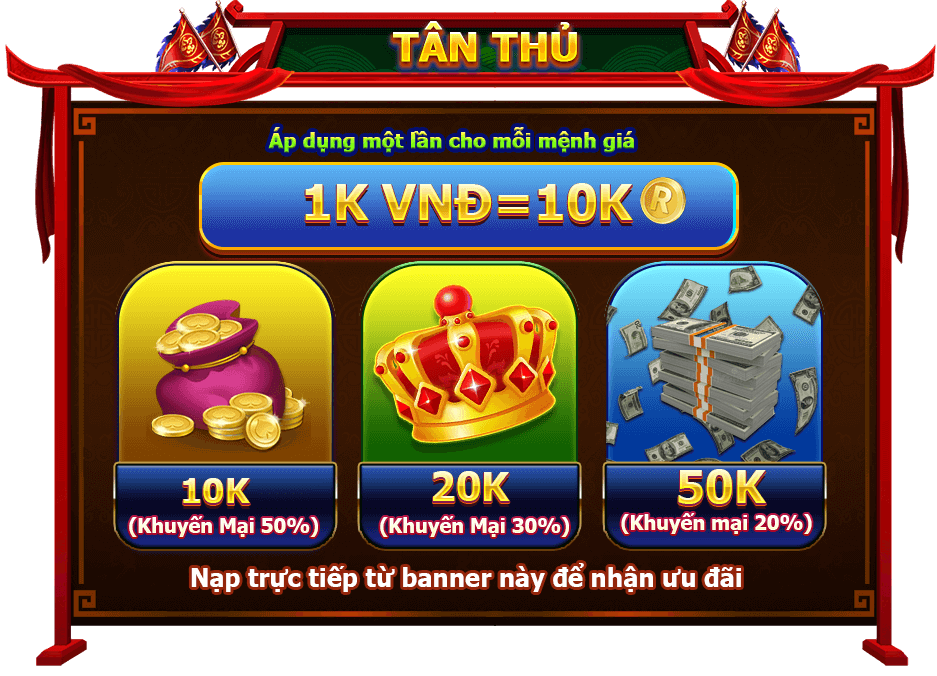 TÂN THỦ
Áp dụng một lần cho mỗi mệnh giá
1K VNĐ=10K R
10K
(Khuyến Mại 50%)
20K
(Khuyến Mại 30%)
50K
(Khuyến mại 20%)
Nạp trực tiếp từ banner này để nhận ưu đãi